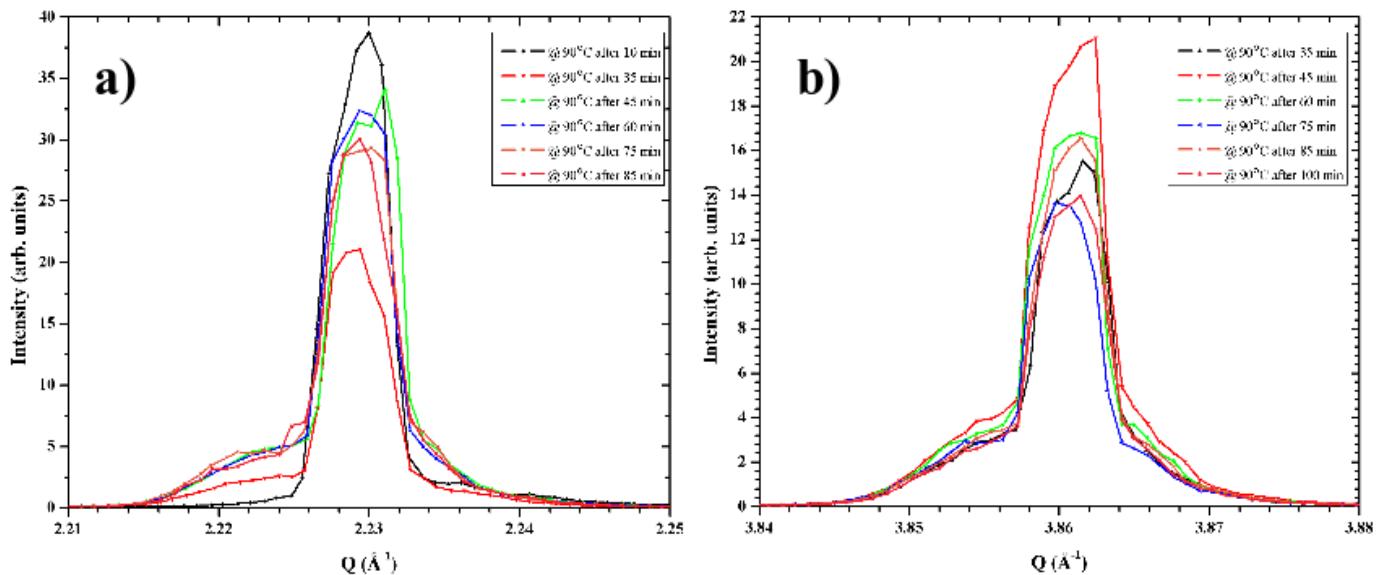 a)
@ 90°C after 10 min
@ 90°C after 35 min
@ 90°C after 45 min
@ 90°C after 60 min
@ 90°C after 75 min
@ 90°C after 85 min
40
35
30
25
20
15
10
5
0
2.21
2.22
2.23
2.24
2.25
Intensity (arb. units)
Q (Å⁻¹)
b)
@ 90°C after 35 min
@ 90°C after 45 min
@ 90°C after 60 min
@ 90°C after 75 min
@ 90°C after 85 min
@ 90°C after 100 min
22
20
18
16
14
12
10
8
6
4
2
0
3.84
3.85
3.86
3.87
3.88
Intensity (arb. units)
Q (Å⁻¹)